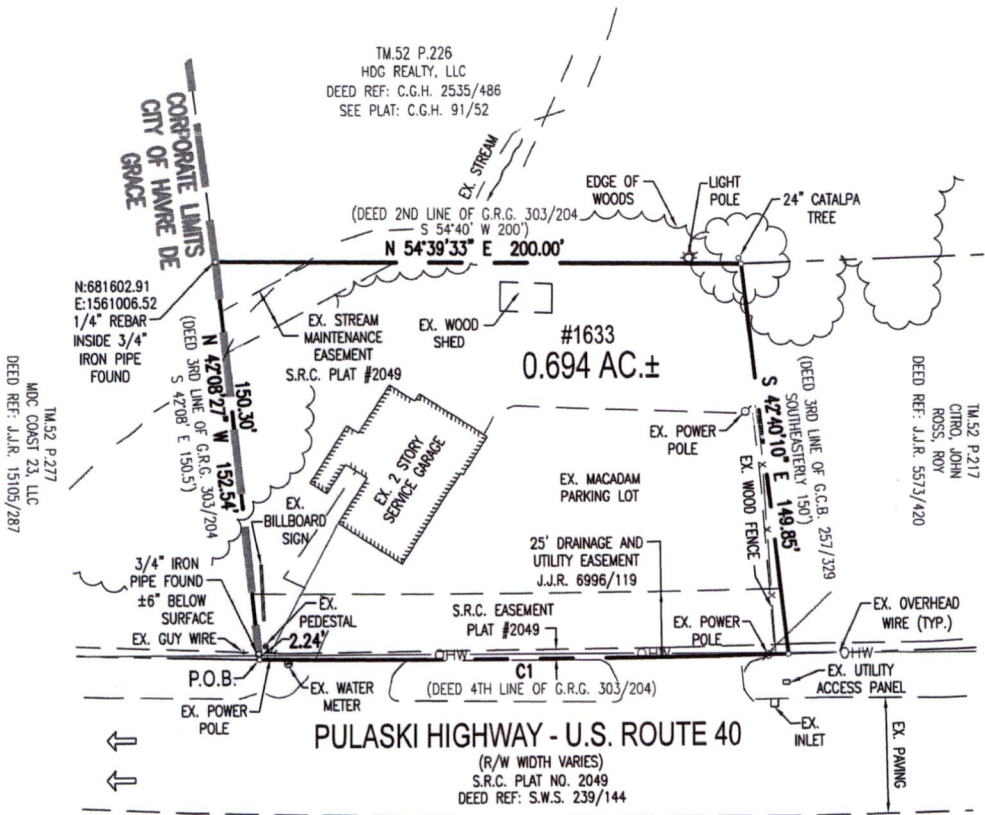 TM.52 P.226
HDG REALTY, LLC
DEED REF: C.G.H. 2535/486
SEE PLAT: C.G.H. 91/52
CORPORATE LIMITS
CITY OF HAVRE DE
GRACE
EX. STREAM
EDGE OF
WOODS
LIGHT
POLE
24" CATALPA
TREE
(DEED 2ND LINE OF G.R.G. 303/204
S 54°40' W 200')
N 54°39'33" E 200.00'
N:681602.91
E:1561006.52
1/4" REBAR
INSIDE 3/4"
IRON PIPE
FOUND
EX. STREAM
MAINTENANCE
EASEMENT
S.R.C. PLAT #2049
EX. WOOD
SHED
#1633
0.694 AC.±
150.30'
N 42°08'27" W 152.54'
(DEED 3RD LINE OF G.R.G. 303/204
S 42°08' E 150.5')
TM.52 P.277
MDC COAST 23, LLC
DEED REF: J.J.R. 15105/287
EX. 2 STORY
SERVICE GARAGE
EX. POWER
POLE
EX. MACADAM
PARKING LOT
EX. WOOD FENCE
S 42°40'10" E 149.85'
(DEED 3RD LINE OF G.C.B. 257/329
SOUTHEASTERLY 150')
TM.52 P.217
CITRO, JOHN
ROSS, ROY
DEED REF: J.J.R. 5573/420
EX.
BILLBOARD
SIGN
25' DRAINAGE AND
UTILITY EASEMENT
J.J.R. 6996/119
3/4" IRON
PIPE FOUND
±6" BELOW
SURFACE
EX. GUY WIRE
EX.
PEDESTAL
2.24'
S.R.C. EASEMENT
PLAT #2049
EX. POWER
POLE
EX. OVERHEAD
WIRE (TYP.)
OHW
OHW
OHW
P.O.B.
EX. POWER
POLE
EX. WATER
METER
C1
(DEED 4TH LINE OF G.R.G. 303/204)
EX. UTILITY
ACCESS PANEL
EX.
INLET
EX. PAVING
PULASKI HIGHWAY - U.S. ROUTE 40
(R/W WIDTH VARIES)
S.R.C. PLAT NO. 2049
DEED REF: S.W.S. 239/144